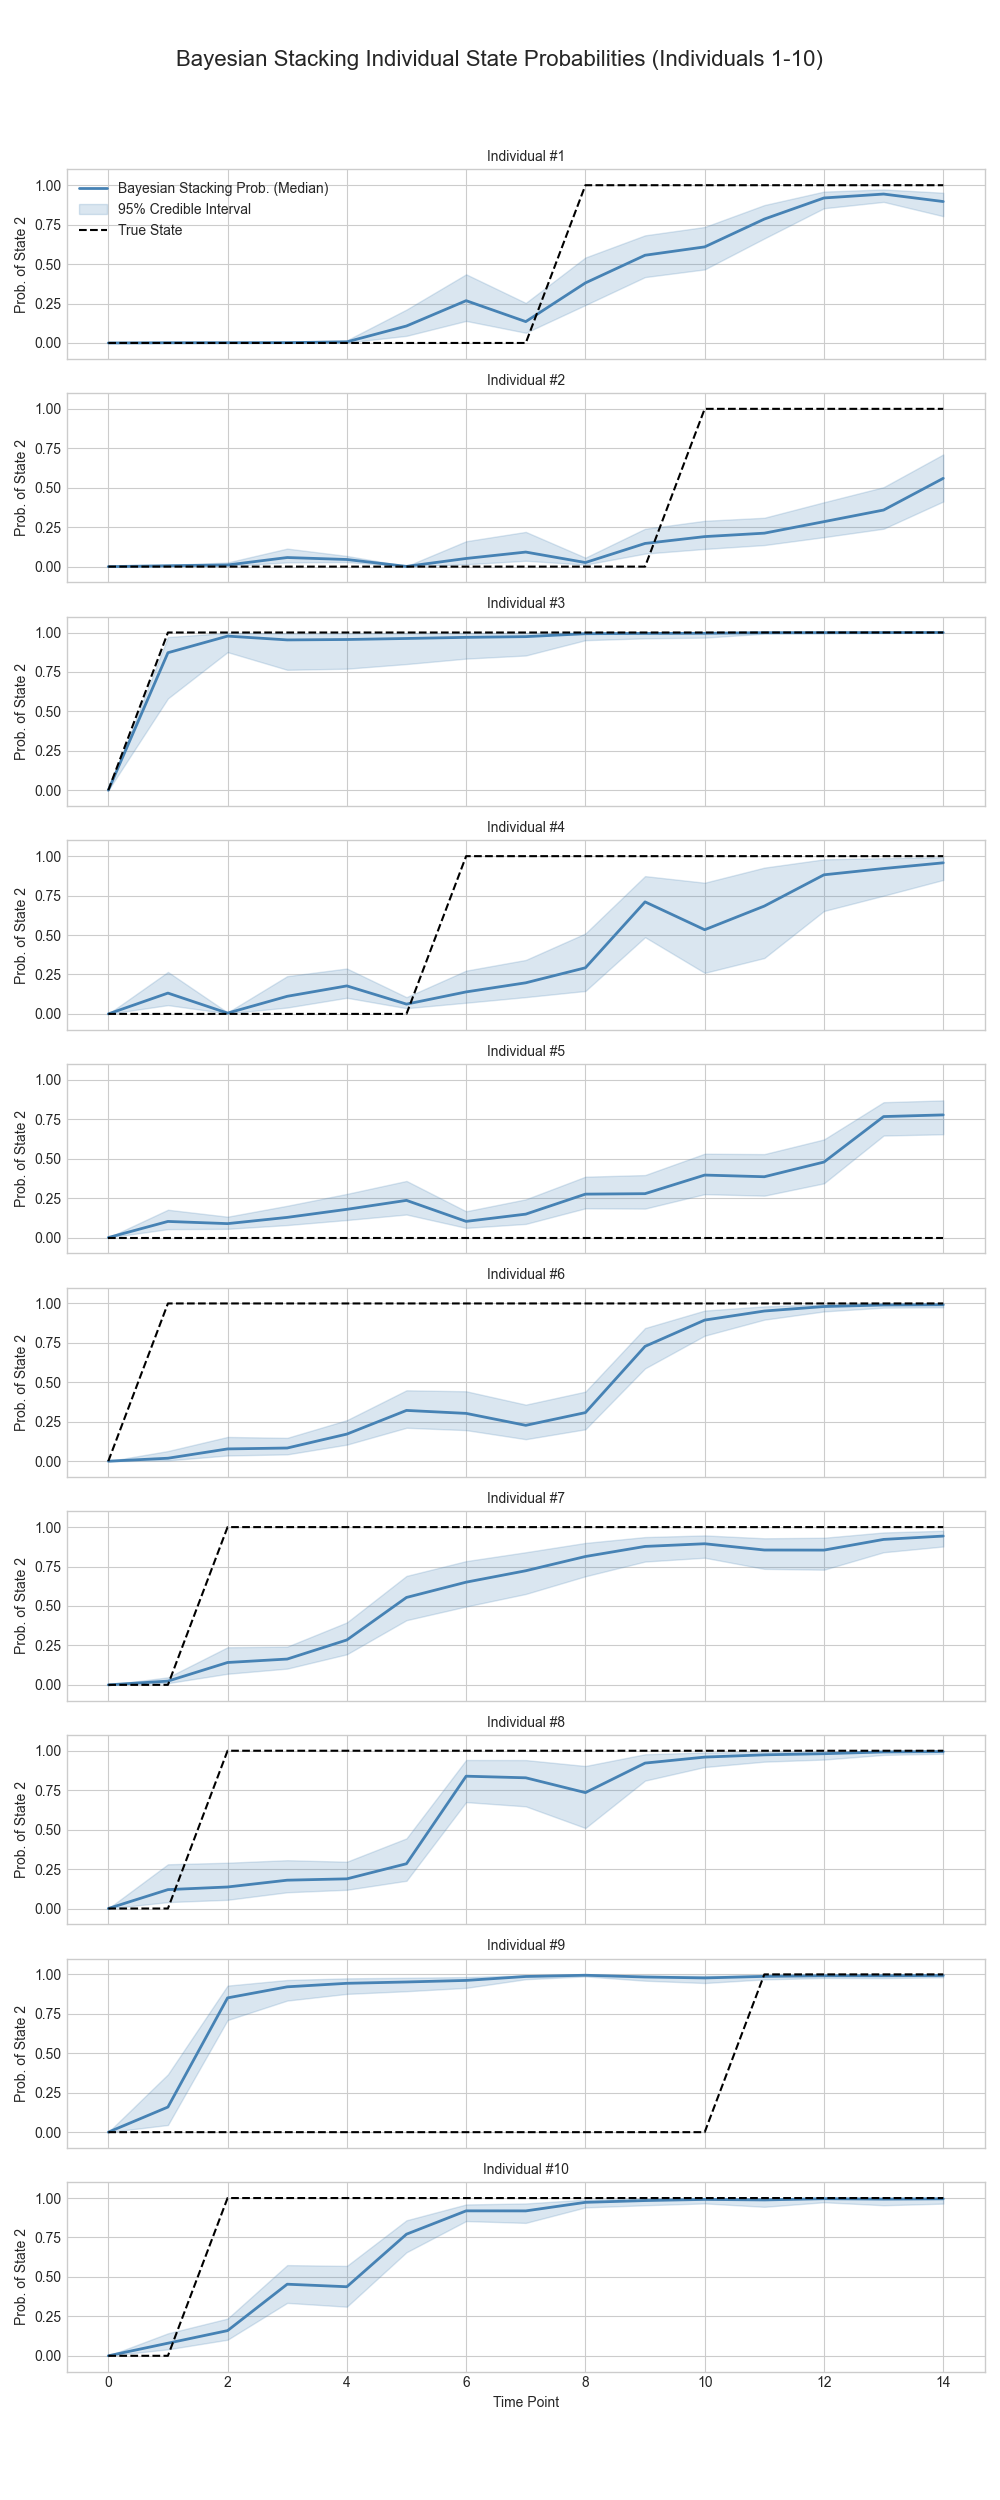 Bayesian Stacking Individual State Probabilities (Individuals 1-10)
Individual #1
Prob. of State 2
1.00
0.75
0.50
0.25
0.00
Bayesian Stacking Prob. (Median)
95% Credible Interval
True State
Individual #2
Prob. of State 2
1.00
0.75
0.50
0.25
0.00
Individual #3
Prob. of State 2
1.00
0.75
0.50
0.25
0.00
Individual #4
Prob. of State 2
1.00
0.75
0.50
0.25
0.00
Individual #5
Prob. of State 2
1.00
0.75
0.50
0.25
0.00
Individual #6
Prob. of State 2
1.00
0.75
0.50
0.25
0.00
Individual #7
Prob. of State 2
1.00
0.75
0.50
0.25
0.00
Individual #8
Prob. of State 2
1.00
0.75
0.50
0.25
0.00
Individual #9
Prob. of State 2
1.00
0.75
0.50
0.25
0.00
Individual #10
Prob. of State 2
1.00
0.75
0.50
0.25
0.00
0 2 4 6 8 10 12 14
Time Point